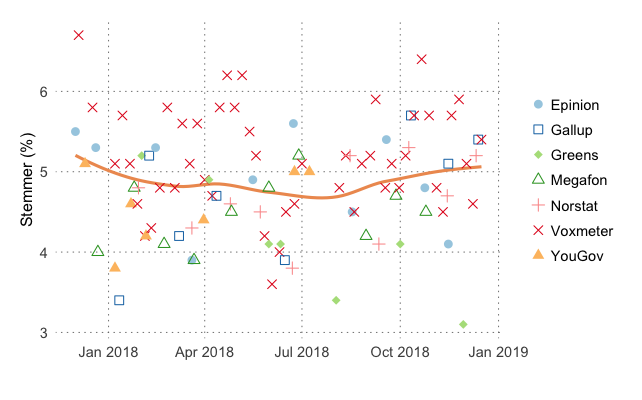 Stemmer (%)
6
5
4
3
Jan 2018
Apr 2018
Jul 2018
Oct 2018
Jan 2019
Epinion
Gallup
Greens
Megafon
Norstat
Voxmeter
YouGov